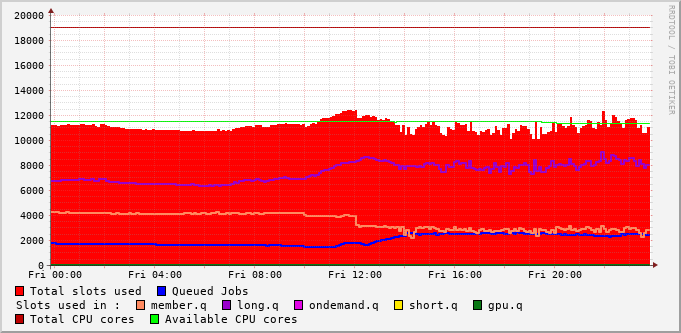 20000
18000
16000
14000
12000
10000
8000
6000
4000
2000
0
Fri 00:00 Fri 04:00 Fri 08:00 Fri 12:00 Fri 16:00 Fri 20:00
Total slots used Queued Jobs
Slots used in : member.q long.q ondemand.q short.q gpu.q
Total CPU cores Available CPU cores
RRDTOOL / TOBI OETIKER